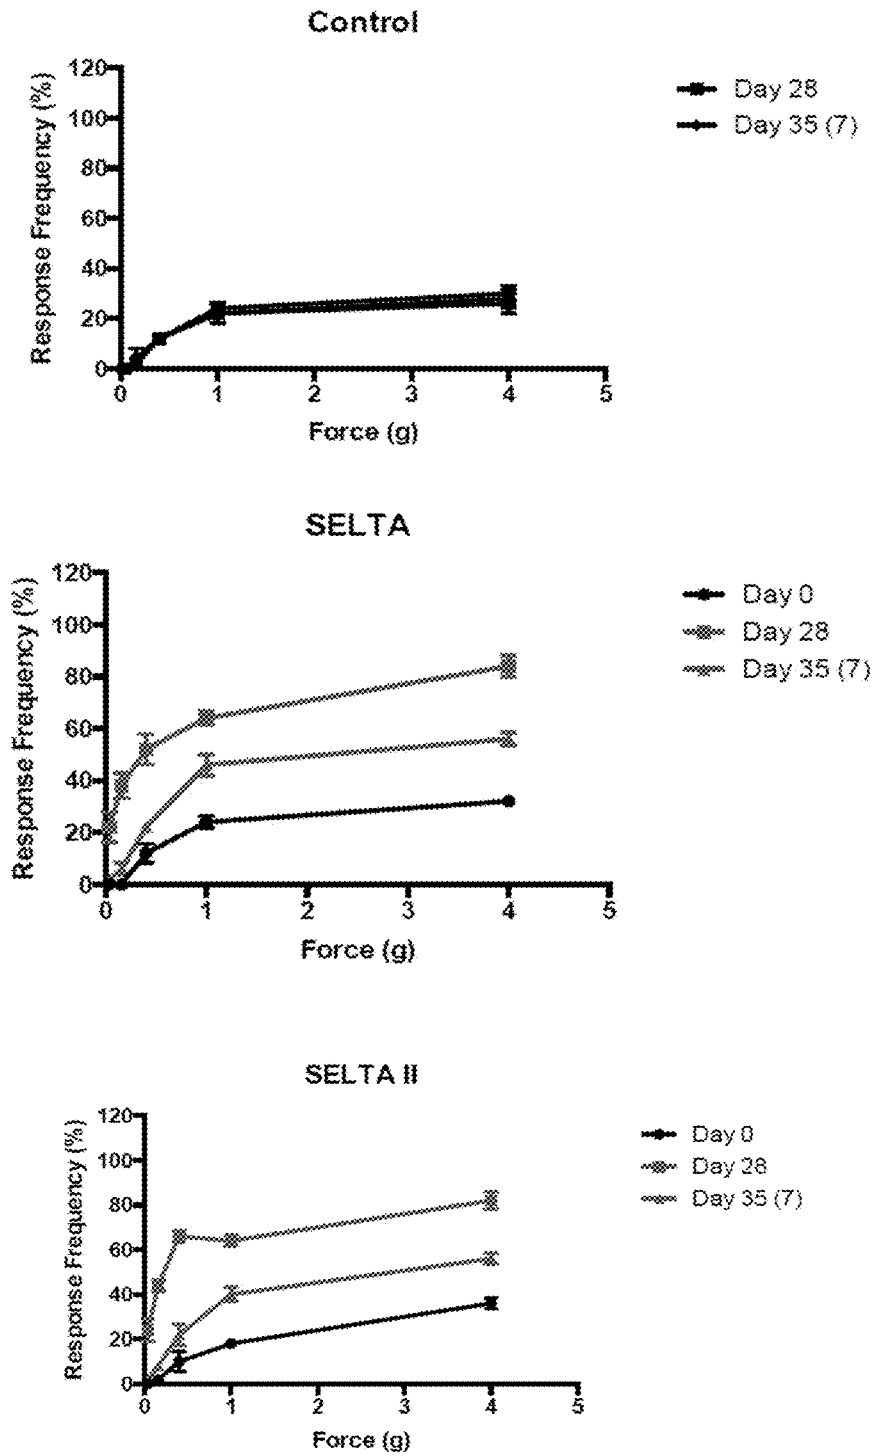 Control
120
100
80
60
40
20
0
Response Frequency (%)
0 1 2 3 4 5
Force (g)
Day 28
Day 35 (7)
SELTA
120
100
80
60
40
20
0
Response Frequency (%)
0 1 2 3 4 5
Force (g)
Day 0
Day 28
Day 35 (7)
SELTA II
120
100
80
60
40
20
0
Response Frequency (%)
0 1 2 3 4 5
Force (g)
Day 0
Day 28
Day 35 (7)